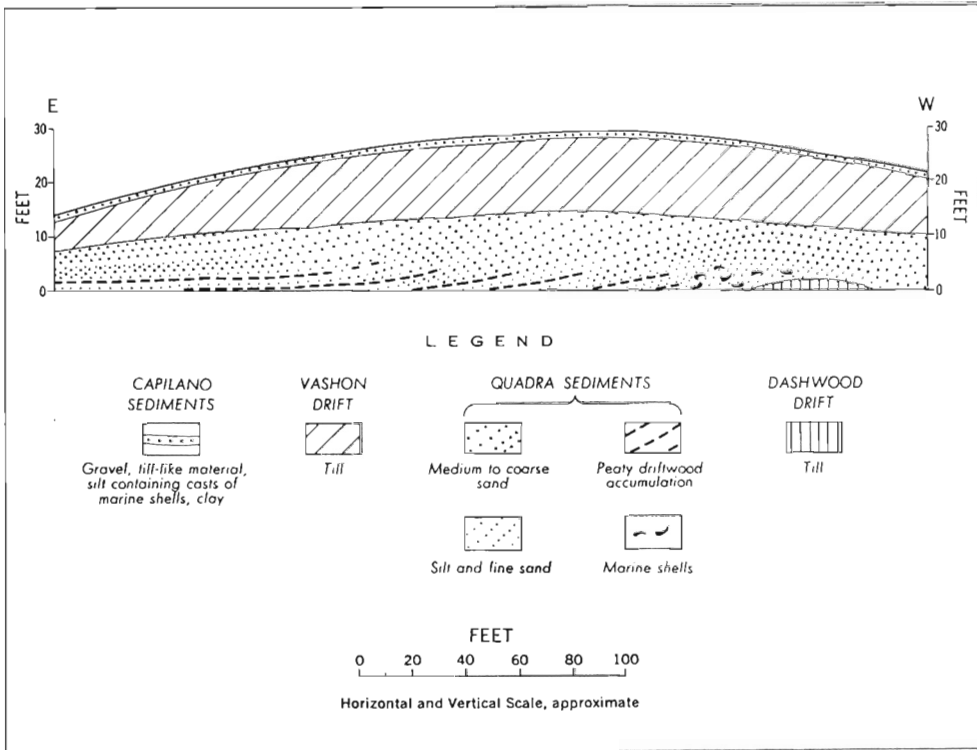 E W
30 30
20 20
10 10
0 0
FEET FEET
LEGEND
CAPILANO SEDIMENTS
Gravel, till-like material,
silt containing casts of
marine shells, clay
VASHON DRIFT
Till
QUADRA SEDIMENTS
Medium to coarse
sand
Peaty driftwood
accumulation
Silt and fine sand
Marine shells
DASHWOOD DRIFT
Till
FEET
0 20 40 60 80 100
Horizontal and Vertical Scale, approximate